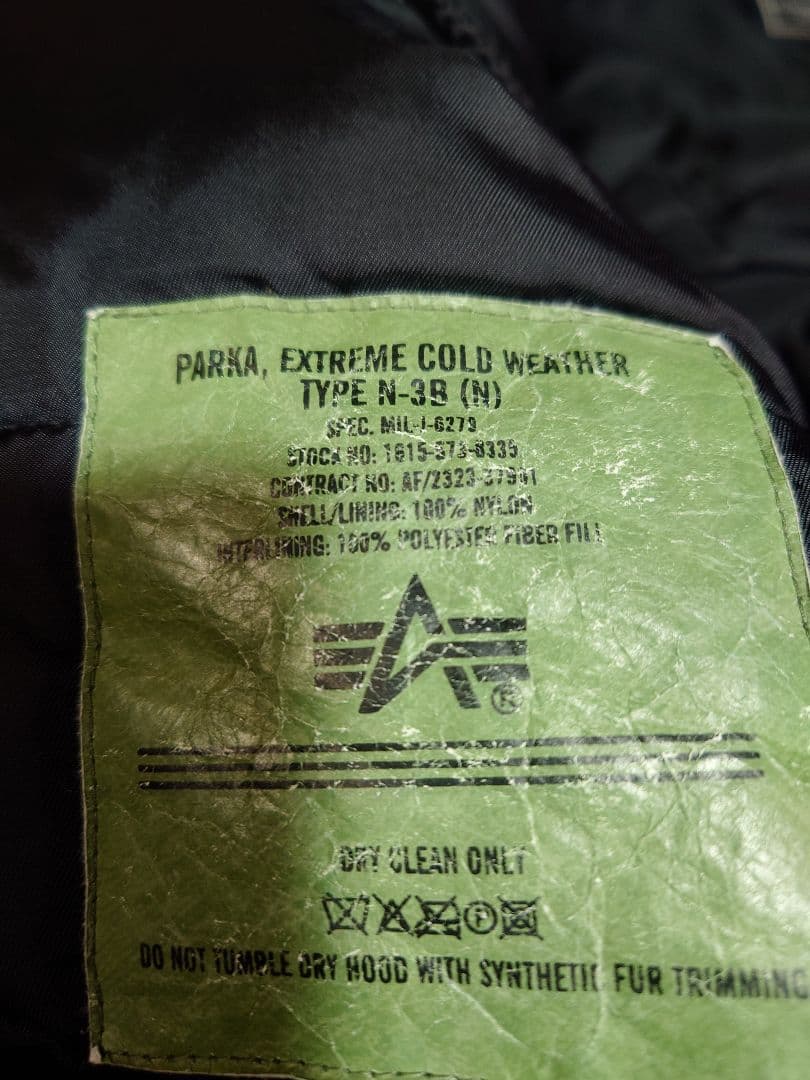 PARKA, EXTREME COLD WEATHER
TYPE N-3B (N)
SPEC. MIL-J-6279
STOCK NO: 1615-573-8335
CONTRACT NO: AF/2323-37901
SHELL/LINING: 100% NYLON
INTERLINING: 100% POLYESTER FIBER FILL
®
DRY CLEAN ONLY
P
DO NOT TUMBLE DRY HOOD WITH SYNTHETIC FUR TRIMMING